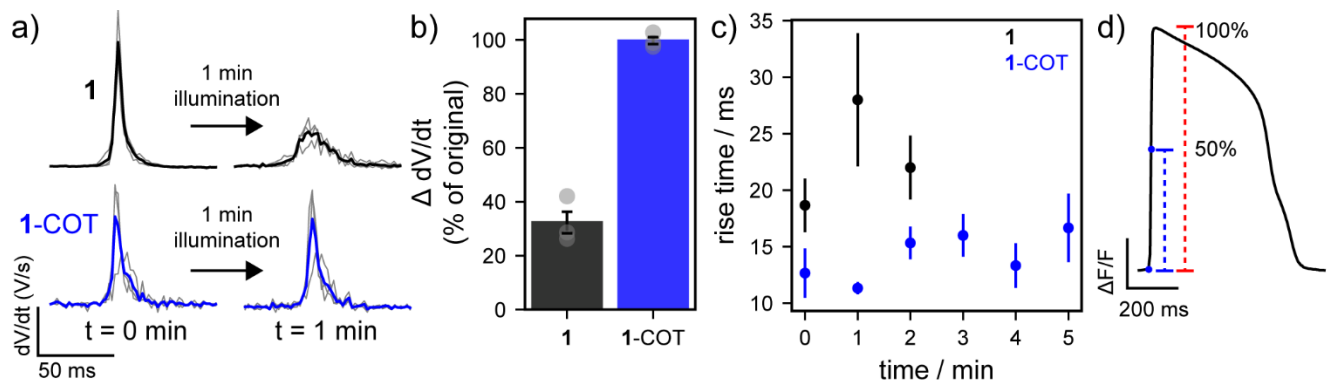 a)
1
1 min
illumination
1-COT
1 min
illumination
dV/dt (V/s)
t = 0 min
t = 1 min
50 ms
b)
Δ dV/dt
(% of original)
100
80
60
40
20
0
1
1-COT
c)
rise time / ms
35
30
25
20
15
10
1
1-COT
0 1 2 3 4 5
time / min
d)
100%
50%
ΔF/F
200 ms